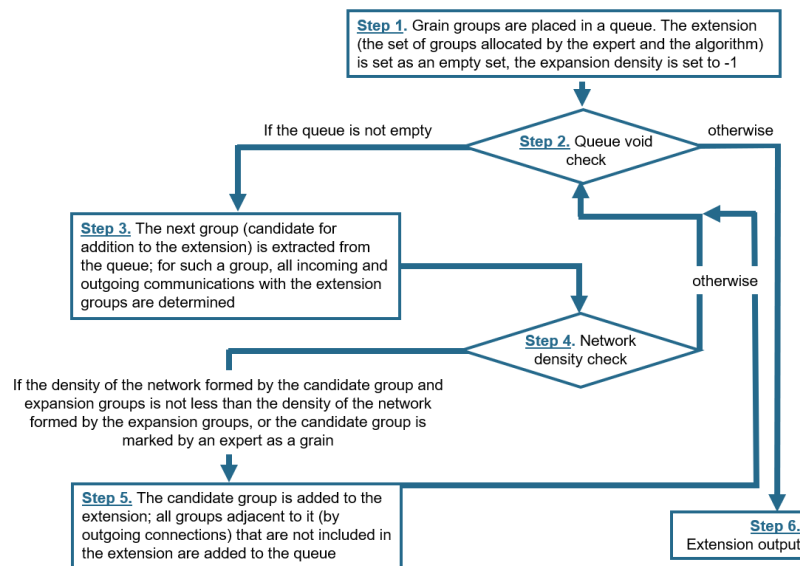 Step 1. Grain groups are placed in a queue. The extension
(the set of groups allocated by the expert and the algorithm)
is set as an empty set, the expansion density is set to -1
If the queue is not empty
otherwise
Step 2. Queue void
check
Step 3. The next group (candidate for
addition to the extension) is extracted from
the queue; for such a group, all incoming and
outgoing communications with the extension
groups are determined
otherwise
Step 4. Network
density check
If the density of the network formed by the candidate group and
expansion groups is not less than the density of the network
formed by the expansion groups, or the candidate group is
marked by an expert as a grain
Step 5. The candidate group is added to the
extension; all groups adjacent to it (by
outgoing connections) that are not included in
the extension are added to the queue
Step 6.
Extension output